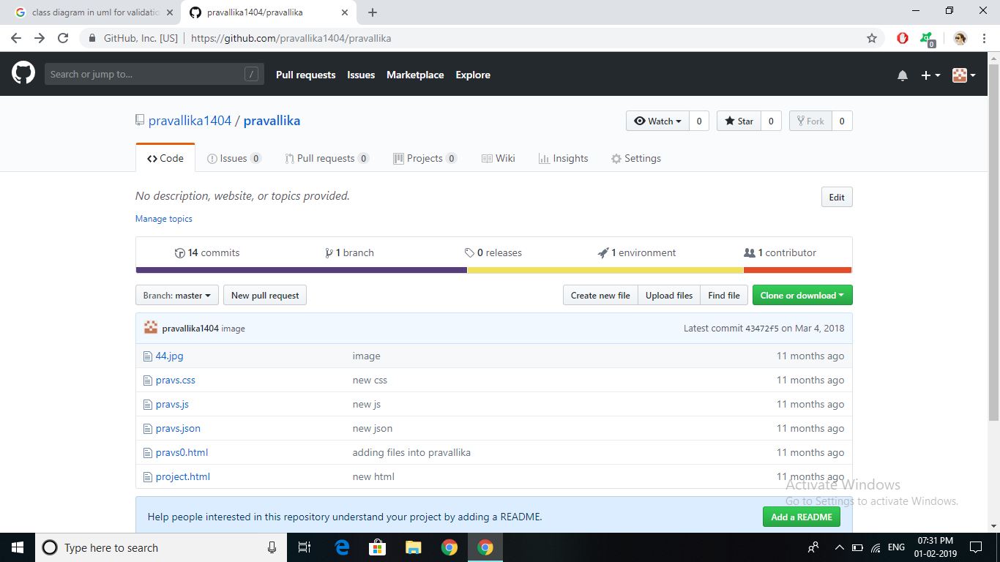 class diagram in uml for validatio
pravallika1404/pravallika
GitHub, Inc. [US] | https://github.com/pravallika1404/pravallika
0
Search or jump to... /
Pull requests Issues Marketplace Explore
pravallika1404 / pravallika
Watch 0 Star 0 Fork 0
Code Issues 0 Pull requests 0 Projects 0 Wiki Insights Settings
No description, website, or topics provided.
Edit
Manage topics
14 commits 1 branch 0 releases 1 environment 1 contributor
Branch: master New pull request Create new file Upload files Find file Clone or download
pravallika1404 image Latest commit 43472f5 on Mar 4, 2018
44.jpg image 11 months ago
pravs.css new css 11 months ago
pravs.js new js 11 months ago
pravs.json new json 11 months ago
pravs0.html adding files into pravallika 11 months ago
project.html new html 11 months ago
Activate Windows
Go to Settings to activate Windows.
Help people interested in this repository understand your project by adding a README. Add a README
Type here to search
ENG
07:31 PM
01-02-2019